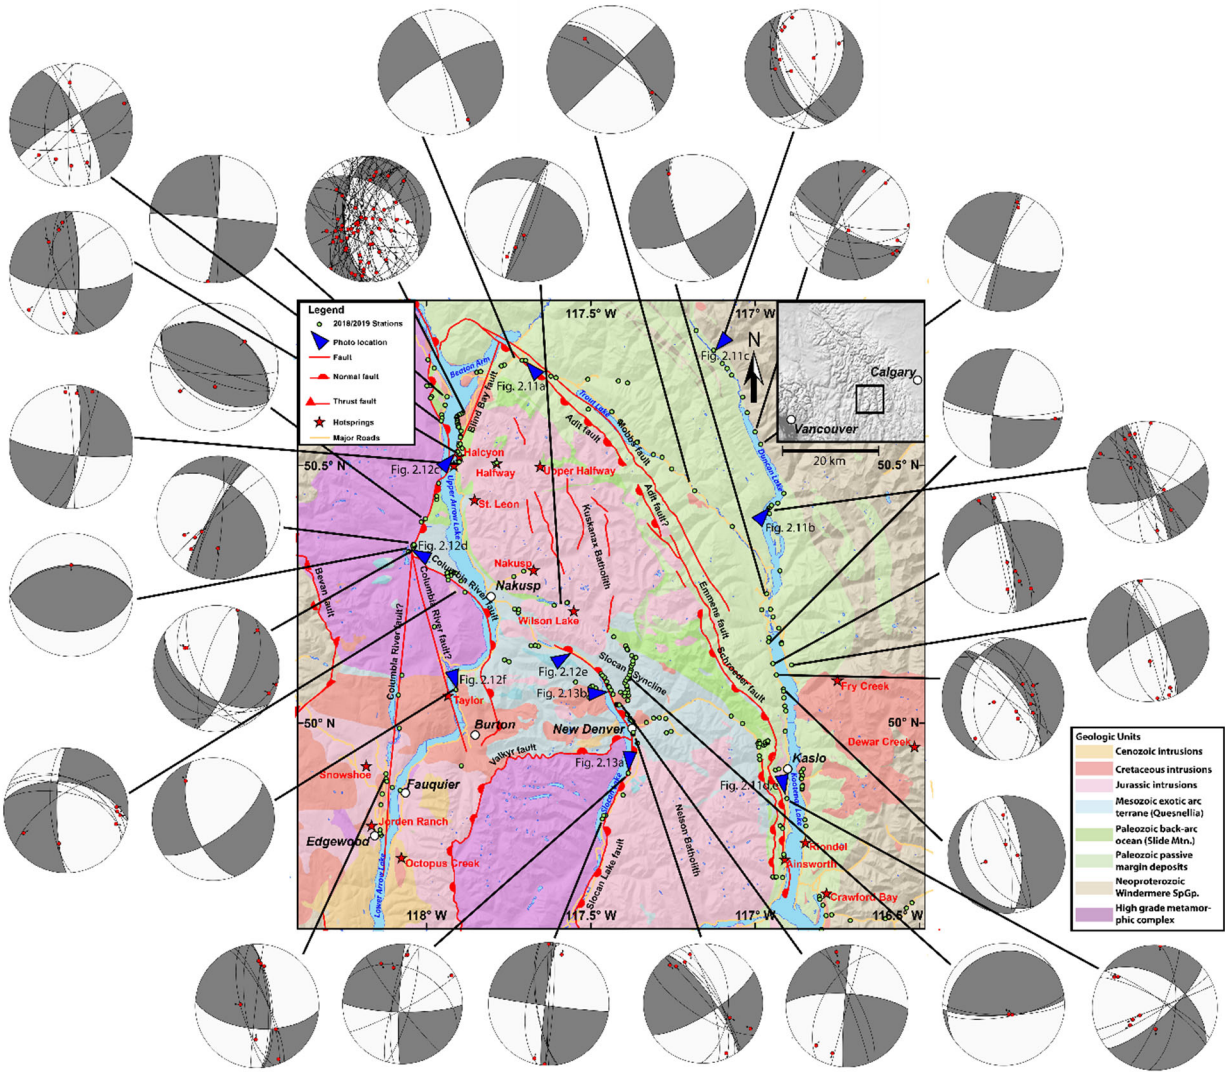 Legend
2018/2019 Stations
Photo location
Fault
Normal fault
Thrust fault
Hotsprings
Major Roads
117.5° W
117° W
N
Calgary
Vancouver
20 km
Beaton Arm
Blind Bay fault
Fig. 2.11a
Fig. 2.11c
Trout Lake
Adit fault
Mobbs fault
Duncan Lake
50.5° N
50.5° N
Halcyon
Fig. 2.12c
Halfway
Upper Halfway
Upper Arrow Lake
St. Leon
Adit fault?
Kuskanax Batholith
Fig. 2.11b
Fig. 2.12d
Bevan fault
Columbia River fault
Columbia River fault?
Columbia River fault?
Nakusp
Nakusp
Wilson Lake
Emmens fault
Schroeder fault
Slocan Syncline
Fig. 2.12e
Fig. 2.12f
Fig. 2.13b
Taylor
Fry Creek
50° N
50° N
Burton
New Denver
Dewar Creek
Valkyr fault
Fig. 2.13a
Kaslo
Snowshoe
Fauquier
Slocan Lake
Fig. 2.11d,e
Kootenay Lake
Jorden Ranch
Edgewood
Nelson Batholith
Riondel
Ainsworth
Octopus Creek
Slocan Lake fault
Lower Arrow Lake
Crawford Bay
118° W
117.5° W
117° W
116.5° W
Geologic Units
Cenozoic intrusions
Cretaceous intrusions
Jurassic intrusions
Mesozoic exotic arc
terrane (Quesnellia)
Paleozoic back-arc
ocean (Slide Mtn.)
Paleozoic passive
margin deposits
Neoproterozoic
Windermere SpGp.
High grade metamor-
phic complex